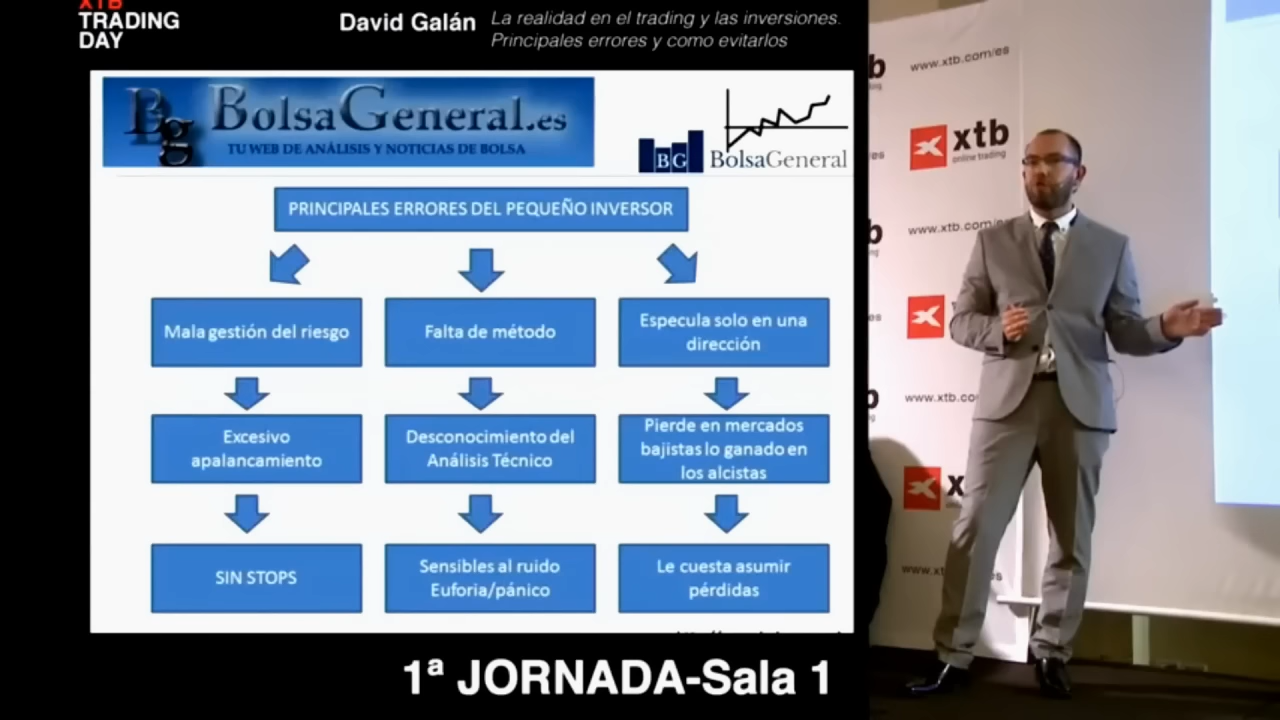 XTB
TRADING
DAY
David Galán
La realidad en el trading y las inversiones.
Principales errores y como evitarlos
Bg
BolsaGeneral.es
TU WEB DE ANÁLISIS Y NOTICIAS DE BOLSA
BG
BolsaGeneral
PRINCIPALES ERRORES DEL PEQUEÑO INVERSOR
Mala gestión del riesgo
Falta de método
Especula solo en una
dirección
Excesivo
apalancamiento
Desconocimiento del
Análisis Técnico
Pierde en mercados
bajistas lo ganado en
los alcistas
SIN STOPS
Sensibles al ruido
Euforia/pánico
Le cuesta asumir
pérdidas
1ª JORNADA-Sala 1
www.xtb.com/es
xtb
online trading
www.xtb.com/es
www.xtb.co